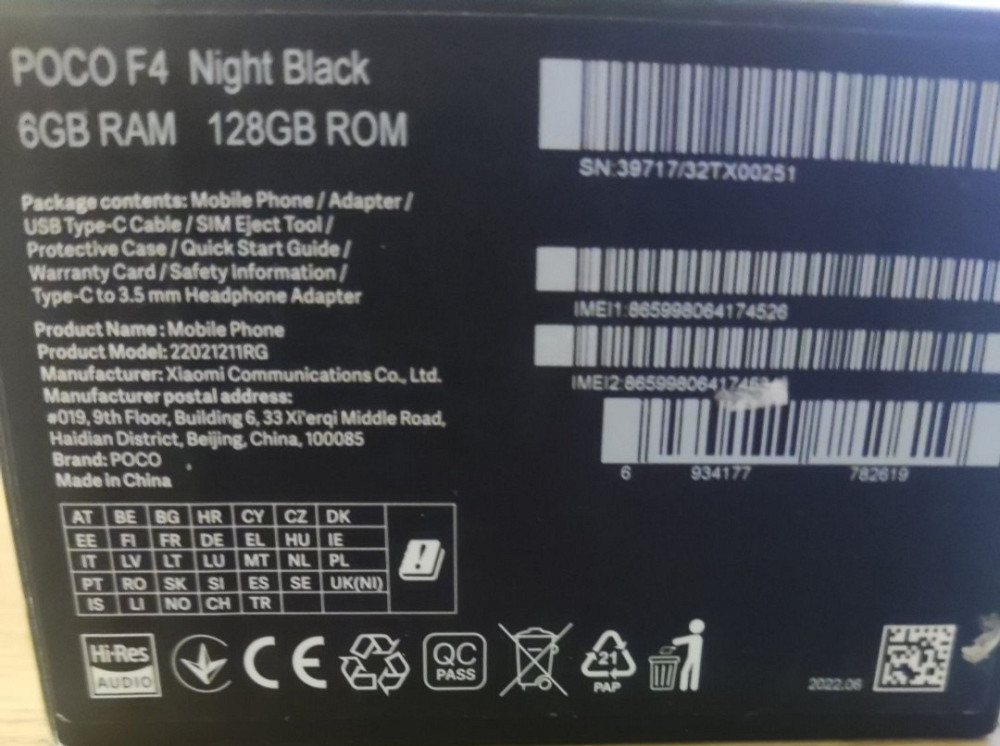 POCO F4 Night Black
6GB RAM 128GB ROM
SN:39717/32TX00251
Package contents: Mobile Phone / Adapter /
USB Type-C Cable / SIM Eject Tool /
Protective Case / Quick Start Guide /
Warranty Card / Safety Information /
Type-C to 3.5 mm Headphone Adapter
IMEI1:865998064174526
IMEI2:
Product Name : Mobile Phone
Product Model: 22021211RG
Manufacturer: Xiaomi Communications Co., Ltd.
Manufacturer postal address:
#019, 9th Floor, Building 6, 33 Xi'erqi Middle Road,
Haidian District, Beijing, China, 100085
Brand: POCO
Made in China
6 934177 782619
AT BE BG HR CY CZ DK
EE FI FR DE EL HU IE
IT LV LT LU MT NL PL
PT RO SK SI ES SE UK(NI)
IS LI NO CH TR
Hi-Res
AUDIO
CE
QC
PASS
21
PAP
2022.06